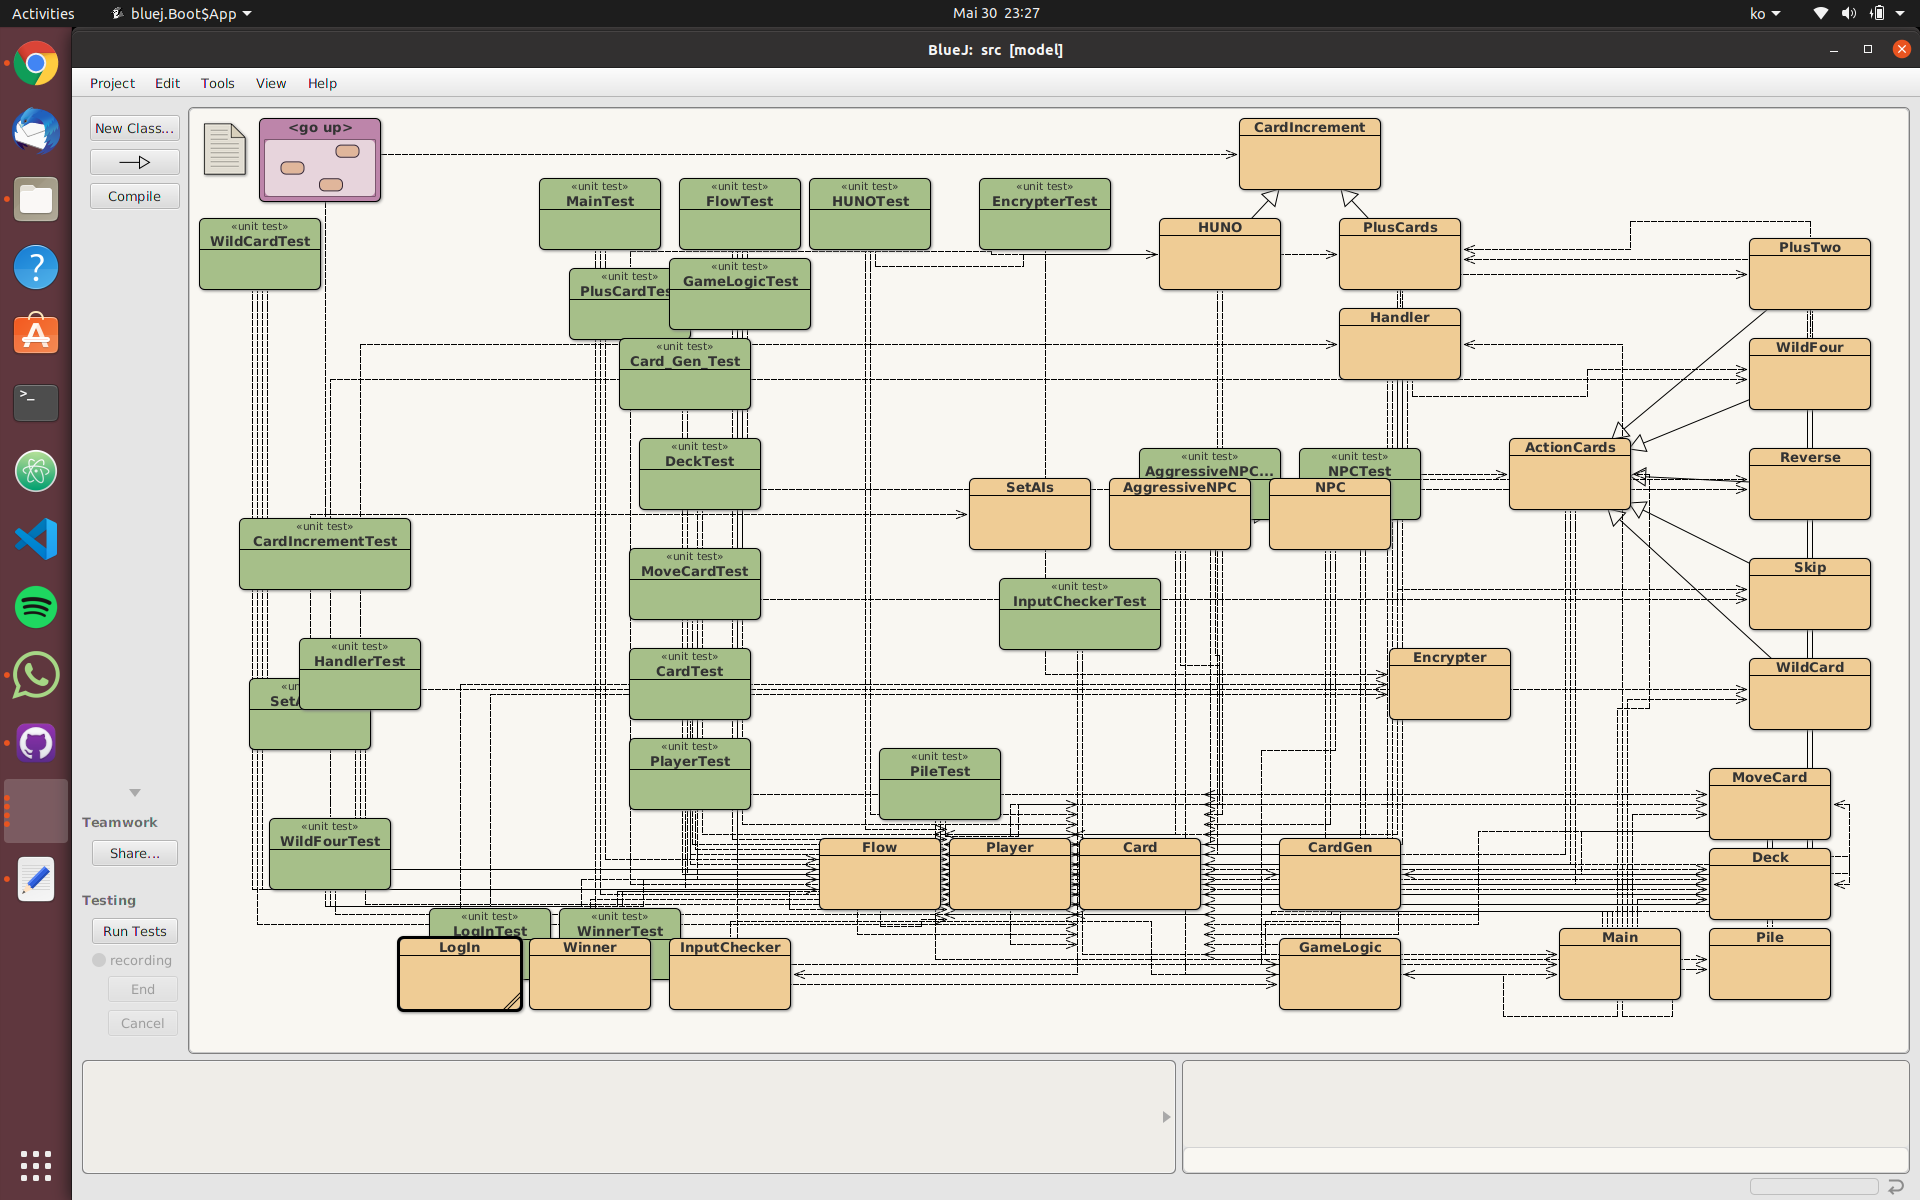 Activities
bluej.Boot$App
Mai 30 23:27
ko
BlueJ: src [model]
Project Edit Tools View Help
New Class...
Compile
<go up>
CardIncrement
«unit test»
MainTest
«unit test»
FlowTest
«unit test»
HUNOTest
«unit test»
EncrypterTest
«unit test»
WildCardTest
HUNO
PlusCards
PlusTwo
PlusCardTes
«unit test»
GameLogicTest
Handler
«unit test»
Card_Gen_Test
WildFour
«unit test»
DeckTest
«unit test»
AggressiveNPC...
«unit test»
NPCTest
ActionCards
Reverse
SetAIs
AggressiveNPC
NPC
«unit test»
CardIncrementTest
«unit test»
MoveCardTest
«unit test»
InputCheckerTest
Skip
«unit test»
HandlerTest
«un
SetA
«unit test»
CardTest
Encrypter
WildCard
«unit test»
PlayerTest
«unit test»
PileTest
MoveCard
Teamwork
Share...
«unit test»
WildFourTest
Flow
Player
Card
CardGen
Deck
Testing
Run Tests
recording
End
Cancel
«unit test»
LogInTest
«unit test»
WinnerTest
LogIn
Winner
InputChecker
GameLogic
Main
Pile